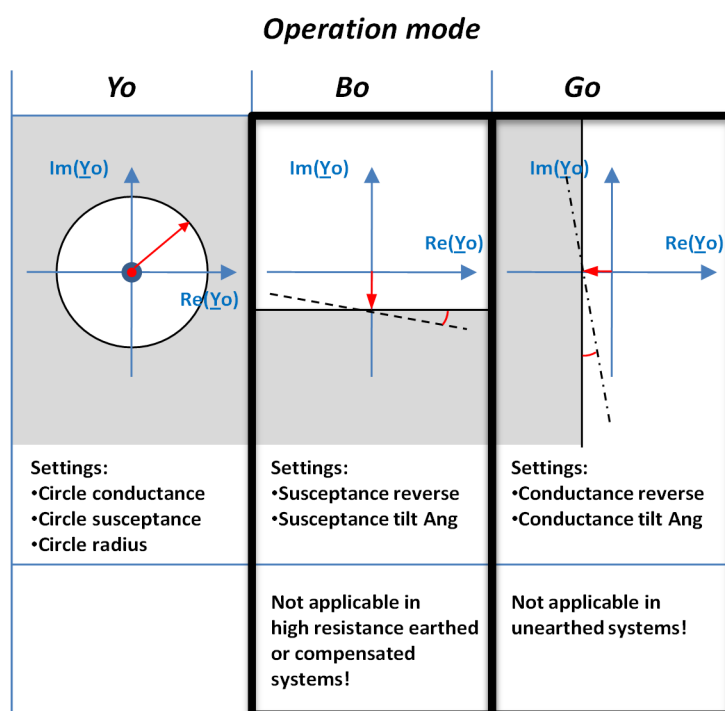 Operation mode
Yo
Bo
Go
Im(Yo)
Re(Yo)
Im(Yo)
Re(Yo)
Im(Yo)
Re(Yo)
Settings:
•Circle conductance
•Circle susceptance
•Circle radius
Settings:
•Susceptance reverse
•Susceptance tilt Ang
Settings:
•Conductance reverse
•Conductance tilt Ang
Not applicable in
high resistance earthed
or compensated
systems!
Not applicable in
unearthed systems!